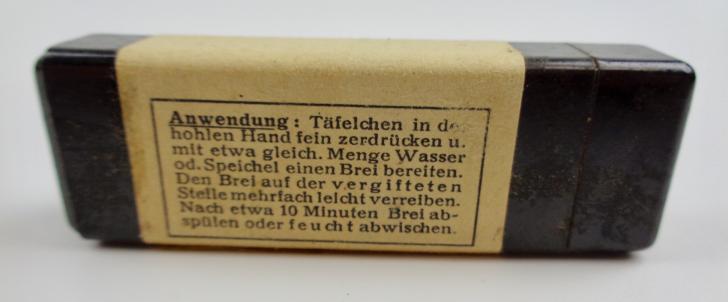 Anwendung: Täfelchen in der
hohlen Hand fein zerdrücken u.
mit etwa gleich. Menge Wasser
od. Speichel einen Brei bereiten.
Den Brei auf der vergifteten
Stelle mehrfach leicht verreiben.
Nach etwa 10 Minuten Brei ab-
spülen oder feucht abwischen.